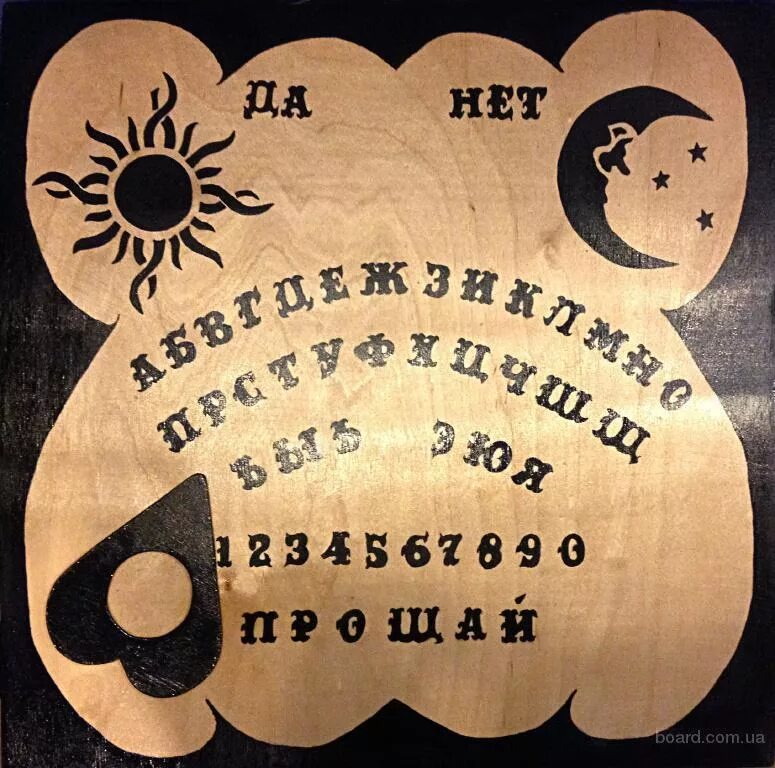 ДА НЕТ
АБВГДЕЖЗИКЛМНО
ПРСТУФХЦЧШЩ
ЪЫЬ ЭЮЯ
1234567890
ПРОЩАЙ
board.com.ua